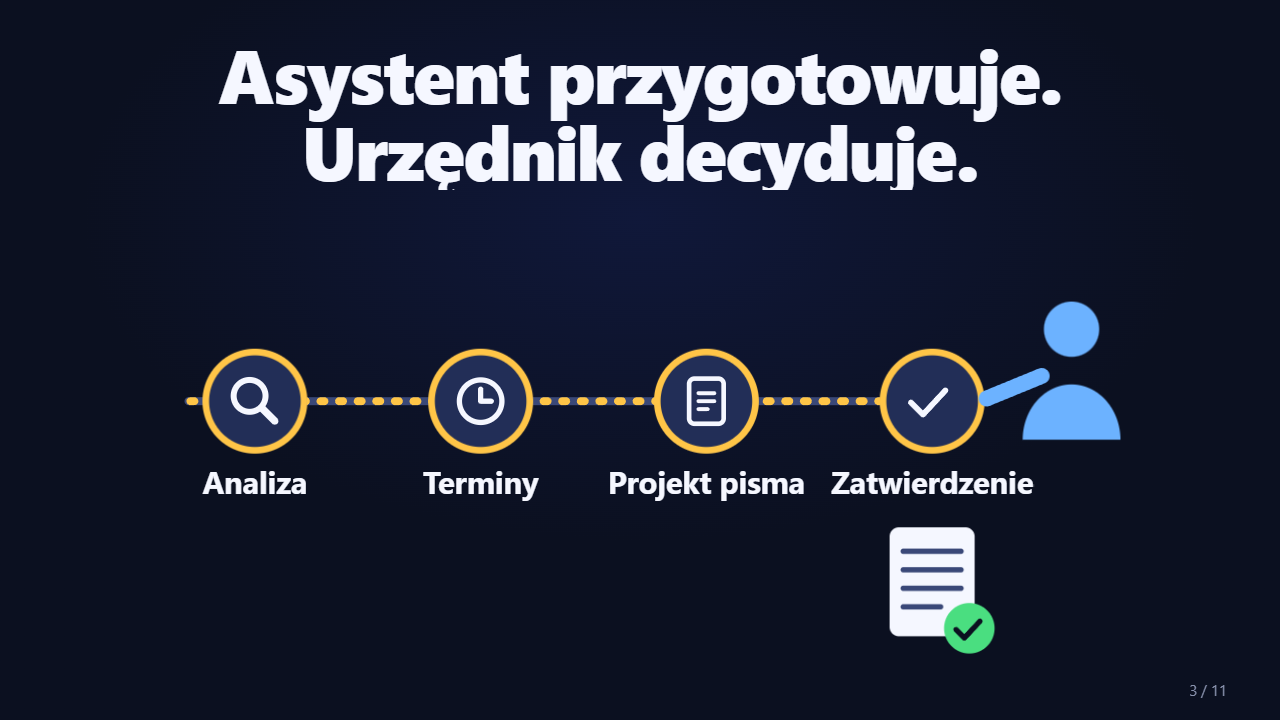 Asystent przygotowuje.
Urzędnik decyduje.
Analiza
Terminy
Projekt pisma
Zatwierdzenie
3 / 11